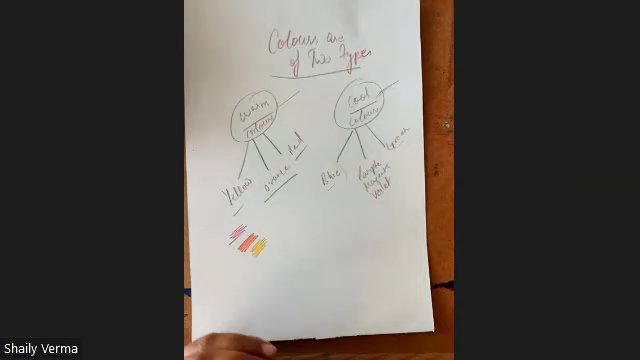 Colours are
of Two Types
Warm
Colours
Cool
Colours
Yellow
Orange
Red
Blue
Purple
Violet
Green
Shaily Verma